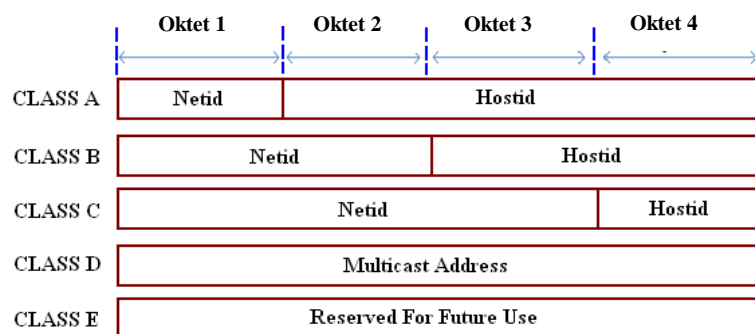 Oktet 1 Oktet 2 Oktet 3 Oktet 4
CLASS A Netid Hostid
CLASS B Netid Hostid
CLASS C Netid Hostid
CLASS D Multicast Address
CLASS E Reserved For Future Use